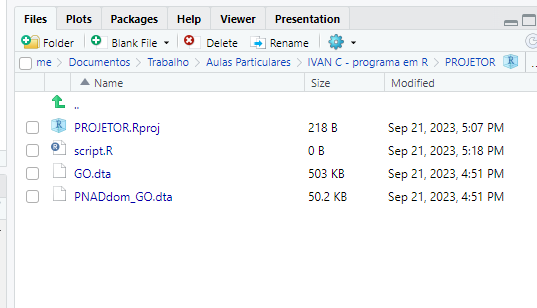 Files Plots Packages Help Viewer Presentation
Folder Blank File Delete Rename
me Documentos Trabalho Aulas Particulares IVAN C - programa em R PROJETOR ...
Name Size Modified
..
PROJETOR.Rproj 218 B Sep 21, 2023, 5:07 PM
script.R 0 B Sep 21, 2023, 5:18 PM
GO.dta 503 KB Sep 21, 2023, 4:51 PM
PNADdom_GO.dta 50.2 KB Sep 21, 2023, 4:51 PM